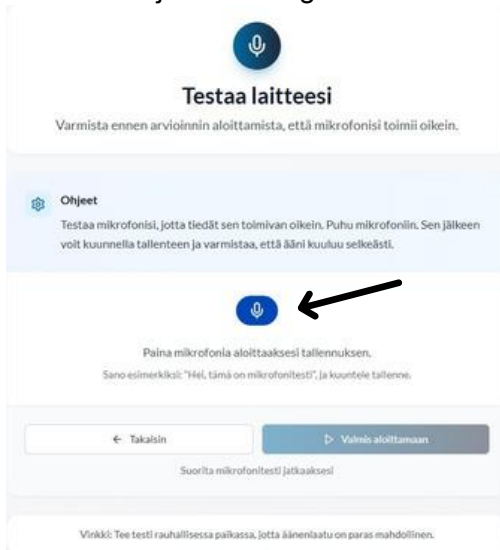 Testaa laitteesi
Varmista ennen arvioinnin aloittamista, että mikrofonisi toimii oikein.
Ohjeet
Testaa mikrofonisi, jotta tiedät sen toimivan oikein. Puhu mikrofoniin. Sen jälkeen
voit kuunnella tallenteen ja varmistaa, että ääni kuuluu selkeästi.
Paina mikrofonia aloittaaksesi tallennuksen.
Sano esimerkiksi: "Hei, tämä on mikrofonitesti", ja kuuntele tallenne.
← Takaisin
Valmis aloittamaan
Suorita mikrofonitesti jatkaaksesi
Vinkki: Tee testi rauhallisessa paikassa, jotta äänenlaatu on paras mahdollinen.